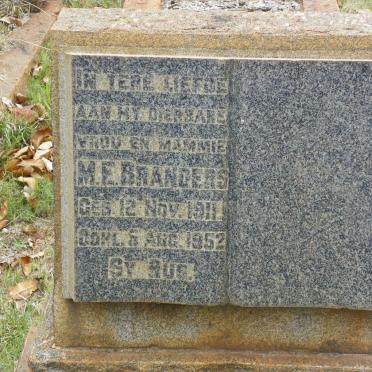 IN TERE LIEFDE
AAN MY DIERBARE
VROU EN MAMMIE
M.E. BRANDERS
GEB. 12 NOV. 1911
OORL. 5 AUG. 1952
SY RUS.